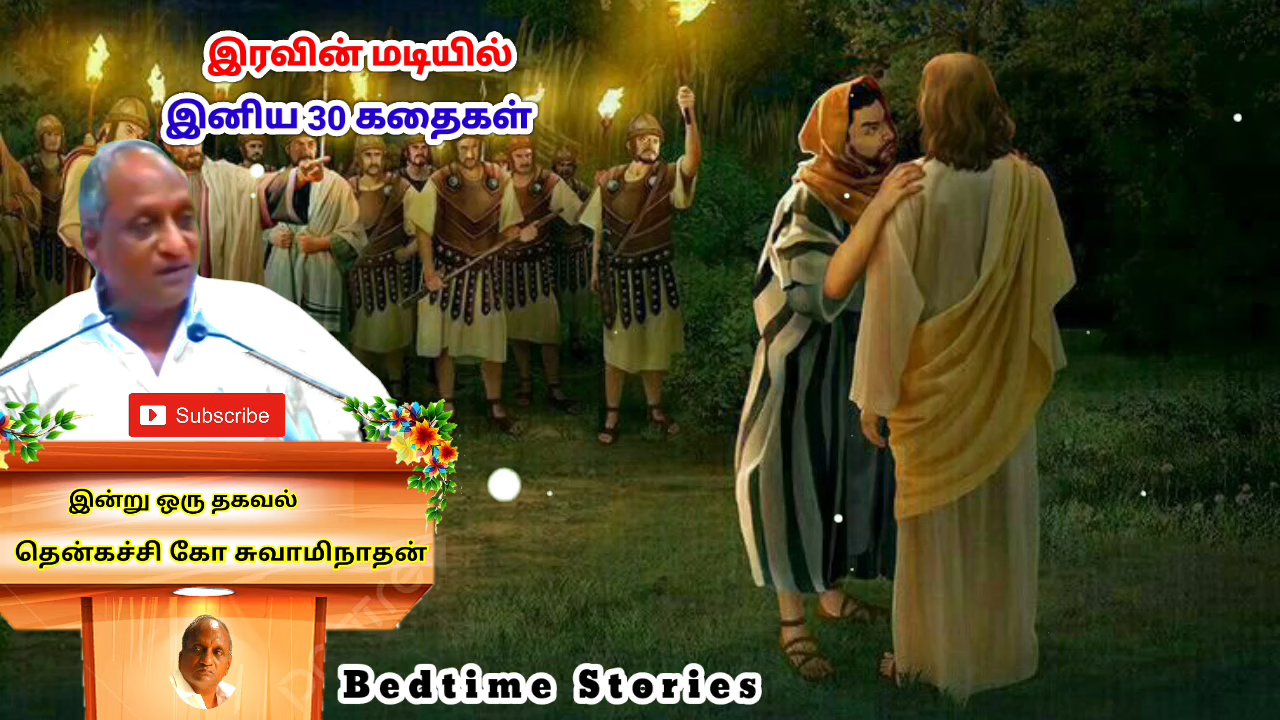 இரவின் மடியில்
இனிய 30 கதைகள்
Subscribe
இன்று ஒரு தகவல்
தென்கச்சி கோ சுவாமிநாதன்
Bedtime Stories